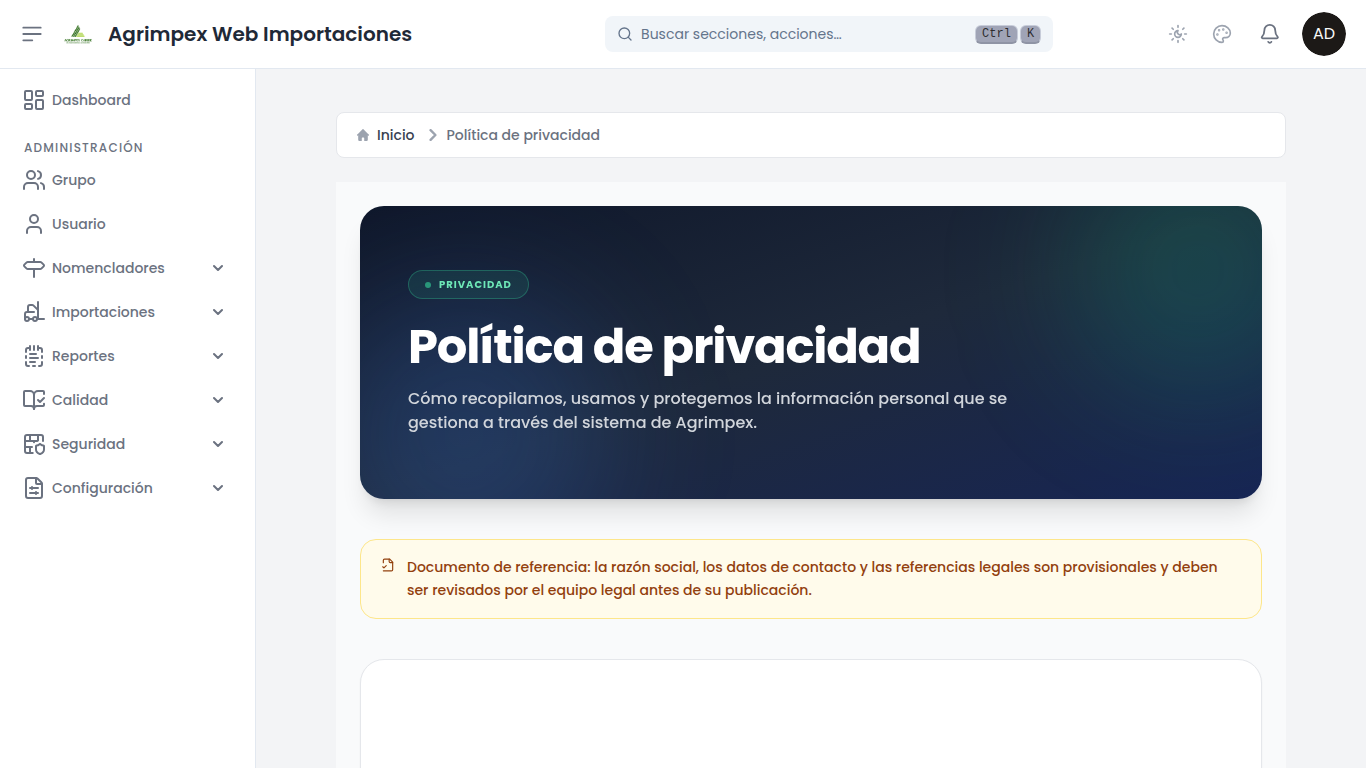 Agrimpex Web Importaciones
Buscar secciones, acciones...
Ctrl K
AD
Dashboard
ADMINISTRACIÓN
Grupo
Usuario
Nomencladores
Importaciones
Reportes
Calidad
Seguridad
Configuración
Inicio
Política de privacidad
PRIVACIDAD
Política de privacidad
Cómo recopilamos, usamos y protegemos la información personal que se
gestiona a través del sistema de Agrimpex.
Documento de referencia: la razón social, los datos de contacto y las referencias legales son provisionales y deben
ser revisados por el equipo legal antes de su publicación.